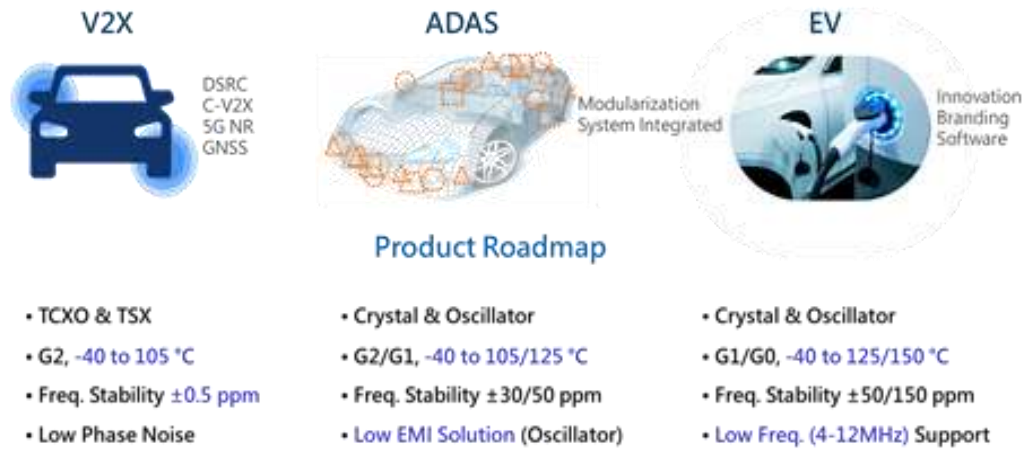 V2X
DSRC
C-V2X
5G NR
GNSS
ADAS
Modularization
System Integrated
EV
Innovation
Branding
Software
Product Roadmap
• TCXO & TSX
• G2, -40 to 105 °C
• Freq. Stability ±0.5 ppm
• Low Phase Noise
• Crystal & Oscillator
• G2/G1, -40 to 105/125 °C
• Freq. Stability ±30/50 ppm
• Low EMI Solution (Oscillator)
• Crystal & Oscillator
• G1/G0, -40 to 125/150 °C
• Freq. Stability ±50/150 ppm
• Low Freq. (4-12MHz) Support